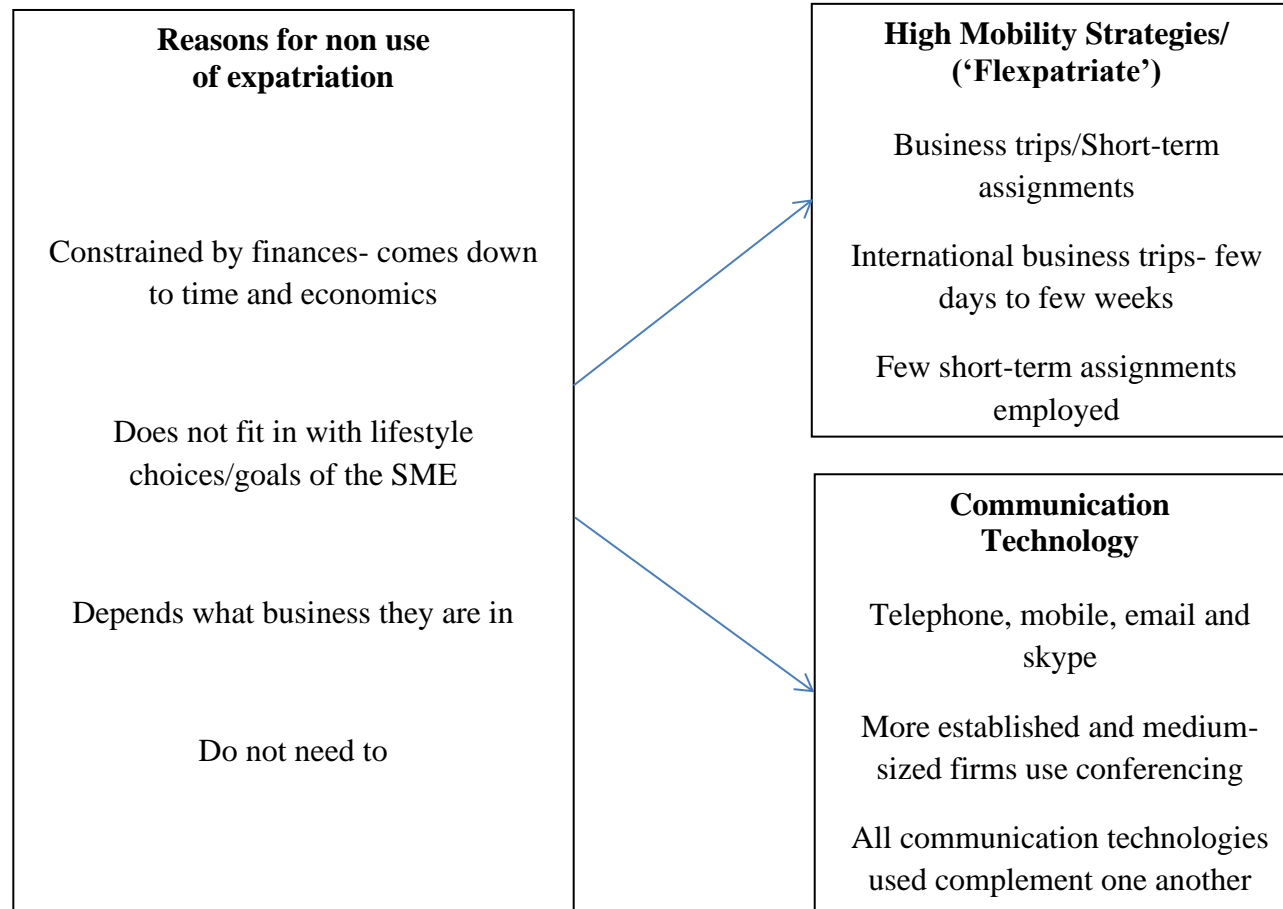 Reasons for non use
of expatriation
Constrained by finances- comes down
to time and economics
Does not fit in with lifestyle
choices/goals of the SME
Depends what business they are in
Do not need to
High Mobility Strategies/
(‘Flexpatriate’)
Business trips/Short-term
assignments
International business trips- few
days to few weeks
Few short-term assignments
employed
Communication
Technology
Telephone, mobile, email and
skype
More established and medium-
sized firms use conferencing
All communication technologies
used complement one another